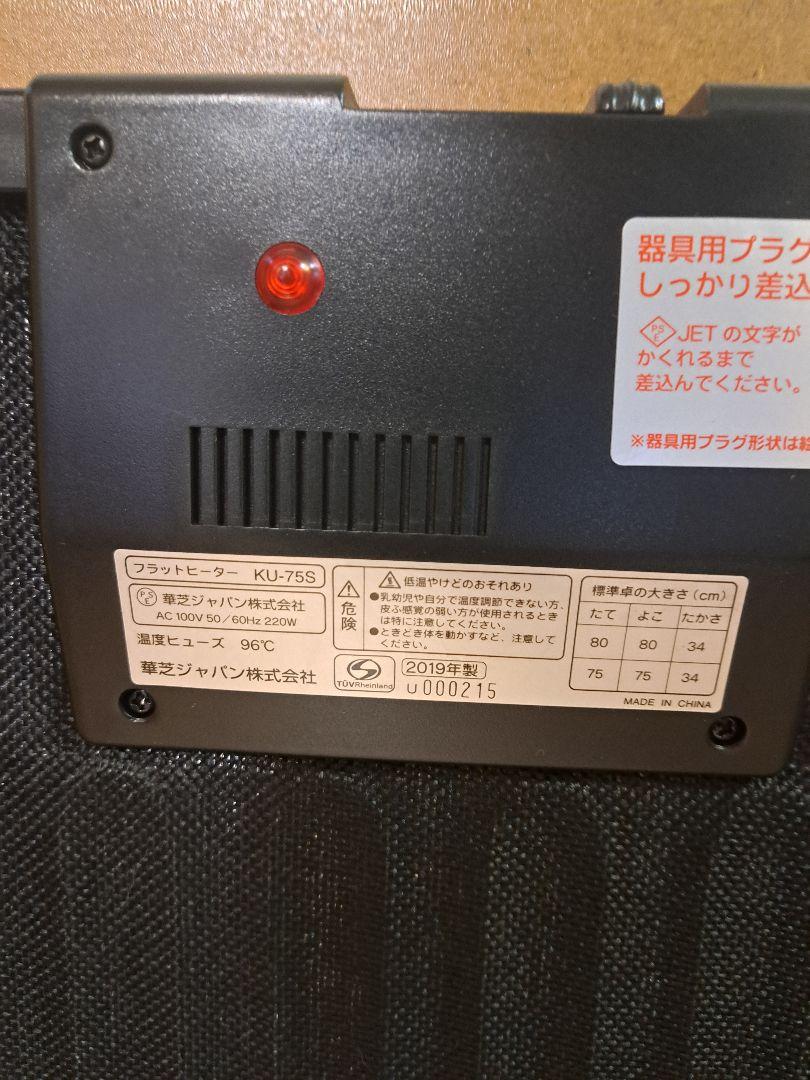 器具用プラグ
しっかり差込
PSE JET の文字が
かくれるまで
差込んでください。
※器具用プラグ形状は絵
フラットヒーター KU-75S
PSE 華芝ジャパン株式会社
AC 100V 50/60Hz 220W
温度ヒューズ 96℃
華芝ジャパン株式会社
危険
低温やけどのおそれあり
●乳幼児や自分で温度調節できない方、
皮ふ感覚の弱い方が使用されるとき
は特に注意してください。
●ときどき体を動かすなど、注意して
ください。
TÜVRheinland
2019年製
U000215
標準卓の大きさ(cm)
たて よこ たかさ
80 80 34
75 75 34
MADE IN CHINA